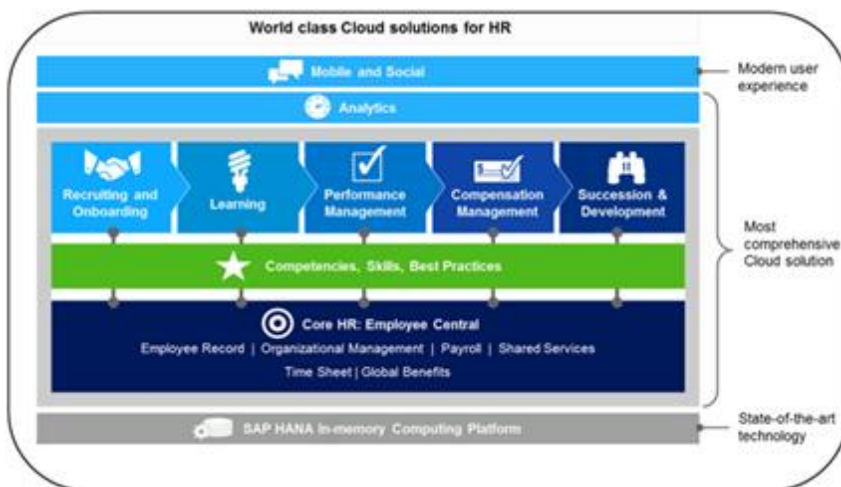 World class Cloud solutions for HR
Mobile and Social
Modern user
experience
Analytics
Recruiting and
Onboarding
Learning
Performance
Management
Compensation
Management
Succession &
Development
Most
comprehensive
Cloud solution
Competencies, Skills, Best Practices
Core HR: Employee Central
Employee Record | Organizational Management | Payroll | Shared Services
Time Sheet | Global Benefits
SAP HANA In-memory Computing Platform
State-of-the-art
technology